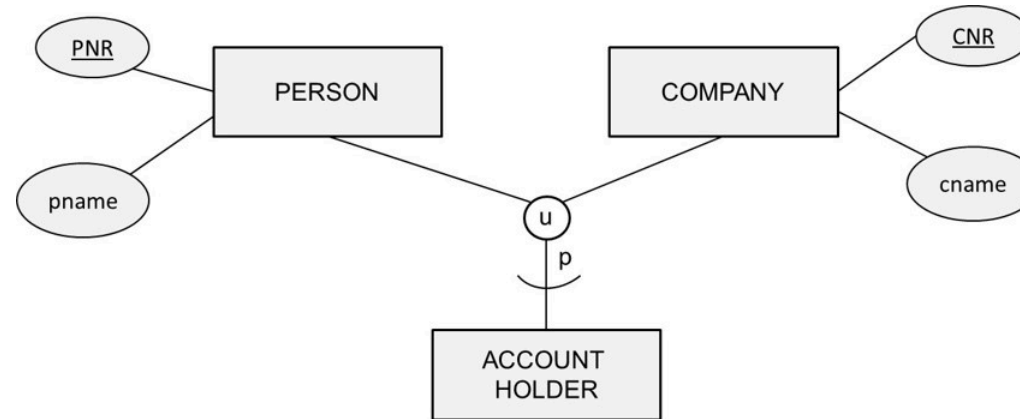 PNR
CNR
PERSON
COMPANY
pname
cname
u
p
ACCOUNT
HOLDER